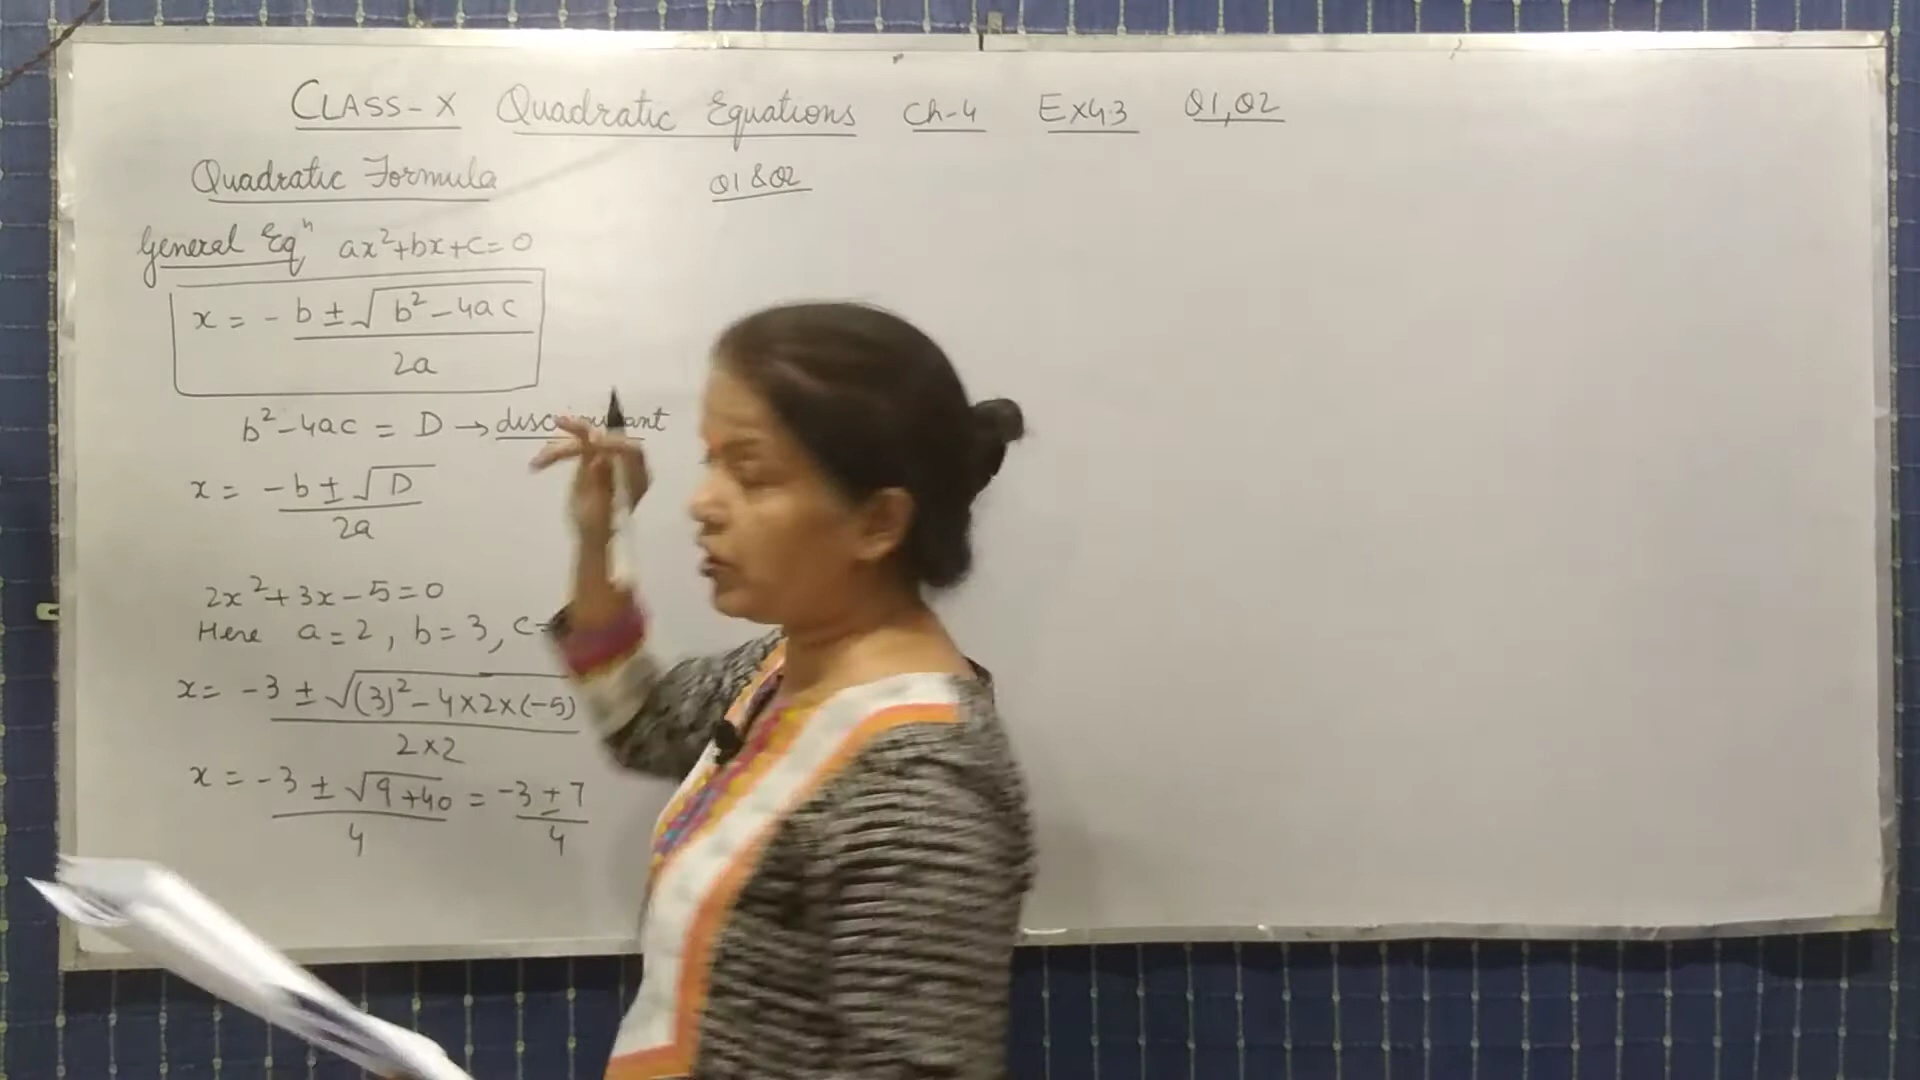 CLASS-X Quadratic Equations Ch-4 Ex4.3 Q1,Q2
Quadratic Formula
Q1 & Q2
General Eqⁿ ax²+bx+c=0
x = -b ± √(b²-4ac) / 2a
b²-4ac = D →
x = -b ± √D / 2a
2x²+3x-5=0
Here a=2, b=3, c=
x = -3 ± √((3)²-4×2×(-5)) / 2×2
x = -3 ± √(9+40) / 4 = -3 ± 7 / 4